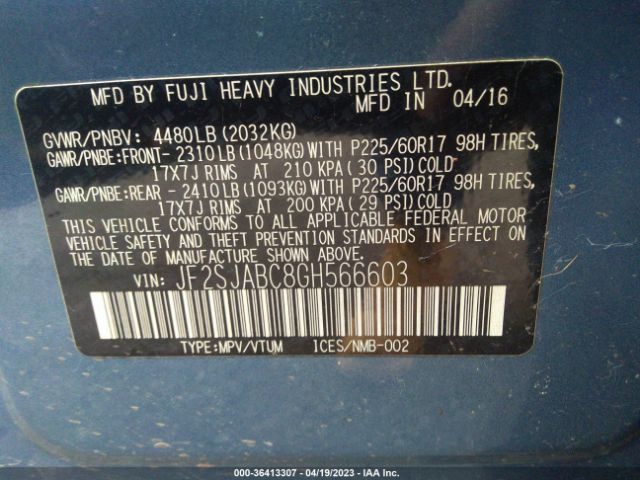 MFD BY FUJI HEAVY INDUSTRIES LTD.
MFD IN 04/16
GVWR/PNBV: 4480LB(2032KG)
GAWR/PNBE:FRONT- 2310LB(1048KG)WITH P225/60R17 98H TIRES,
17X7J RIMS AT 210 KPA( 30 PSI)COLD
GAWR/PNBE:REAR - 2410LB(1093KG)WITH P225/60R17 98H TIRES,
17X7J RIMS AT 200 KPA(29 PSI)COLD
THIS VEHICLE CONFORMS TO ALL APPLICABLE FEDERAL MOTOR
VEHICLE SAFETY AND THEFT PREVENTION STANDARDS IN EFFECT
ON THE DATE OF MANUFACTURE SHOWN ABOVE.
VIN: JF2SJABC8GH566603
TYPE:MPV/VTUM ICES/NMB-002
000-36413307 - 04/19/2023 - IAA Inc.